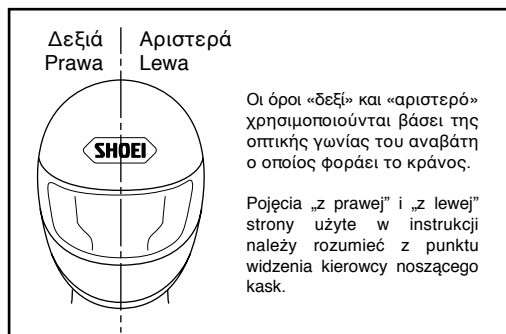 Δεξιά Αριστερά
Prawa Lewa
SHOEI
Οι όροι «δεξί» και «αριστερό»
χρησιμοποιούνται βάσει της
οπτικής γωνίας του αναβάτη
ο οποίος φοράει το κράνος.
Pojęcia „z prawej” i „z lewej”
strony użyte w instrukcji
należy rozumieć z punktu
widzenia kierowcy noszącego
kask.